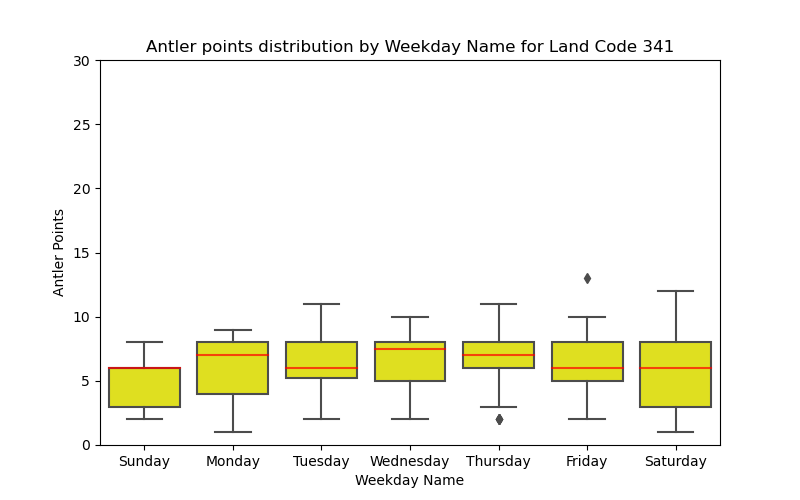 Antler points distribution by Weekday Name for Land Code 341
30
25
20
15
10
5
0
Antler Points
Sunday Monday Tuesday Wednesday Thursday Friday Saturday
Weekday Name